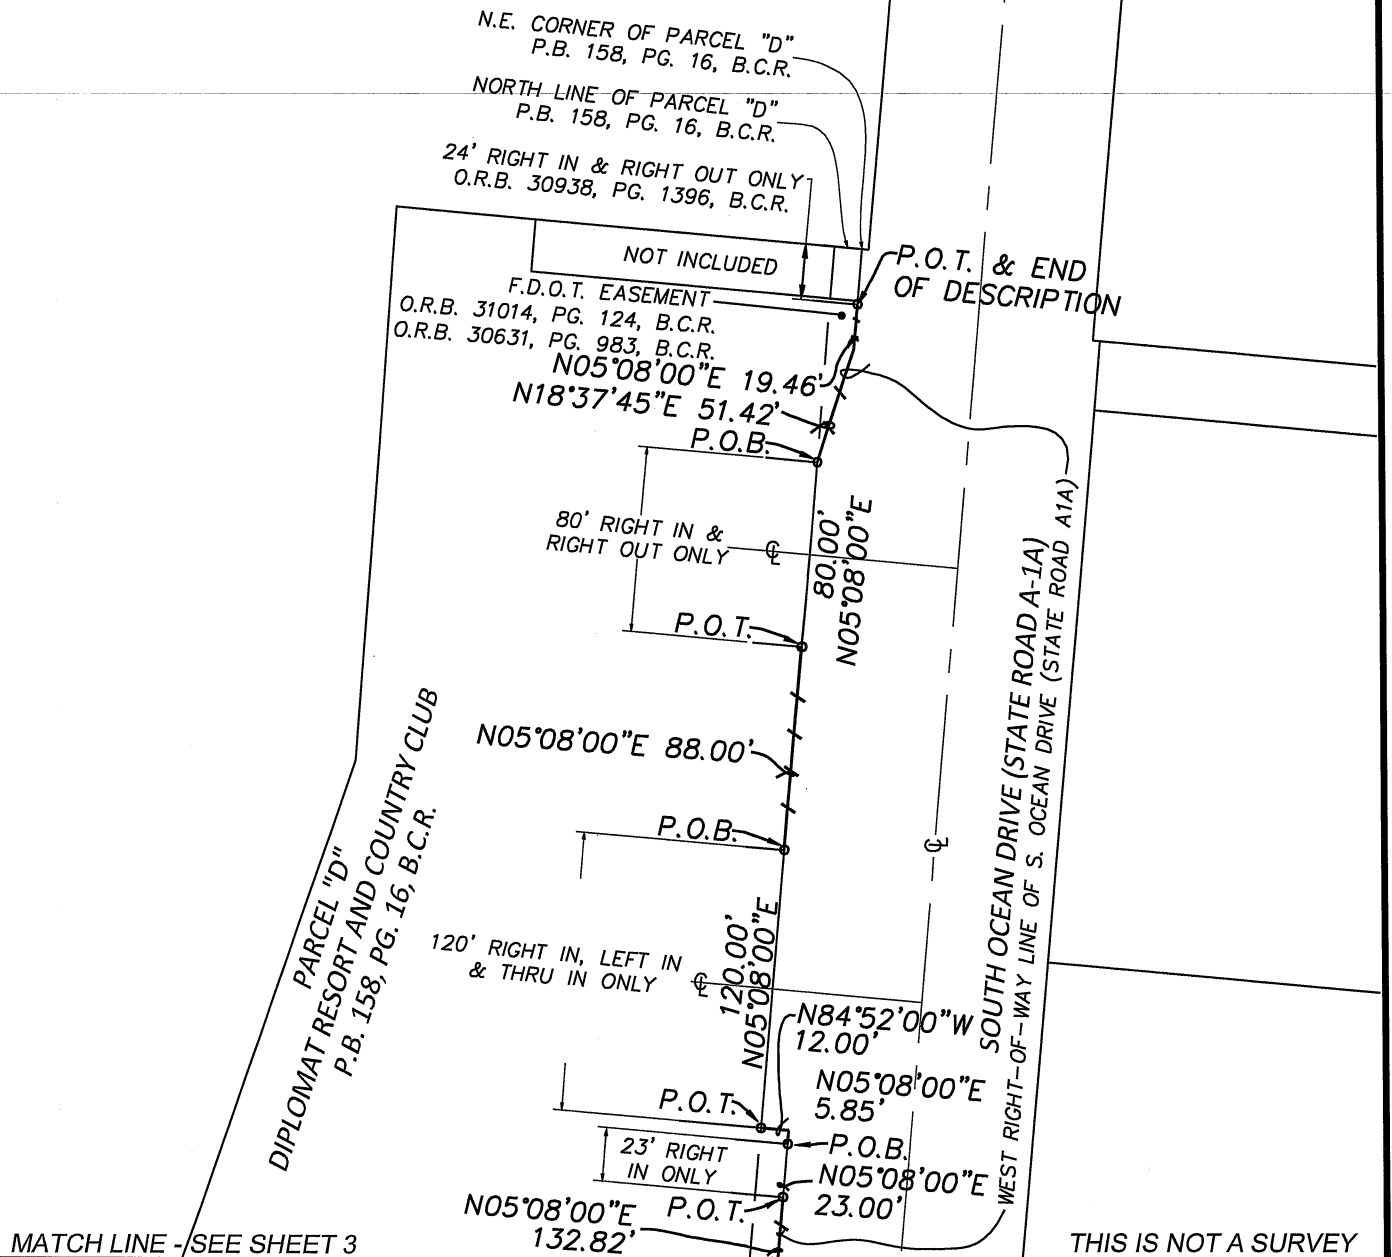 N.E. CORNER OF PARCEL "D"
P.B. 158, PG. 16, B.C.R.
NORTH LINE OF PARCEL "D"
P.B. 158, PG. 16, B.C.R.
24' RIGHT IN & RIGHT OUT ONLY
O.R.B. 30938, PG. 1396, B.C.R.
NOT INCLUDED
P.O.T. & END
OF DESCRIPTION
F.D.O.T. EASEMENT
O.R.B. 31014, PG. 124, B.C.R.
O.R.B. 30631, PG. 983, B.C.R.
N05°08'00"E 19.46'
N18°37'45"E 51.42'
P.O.B.
80' RIGHT IN &
RIGHT OUT ONLY
℄
80.00'
N05°08'00"E
P.O.T.
N05°08'00"E 88.00'
P.O.B.
℄
120' RIGHT IN, LEFT IN
& THRU IN ONLY
℄
120.00'
N05°08'00"E
N84°52'00"W
12.00'
N05°08'00"E
5.85'
P.O.T.
P.O.B.
23' RIGHT
IN ONLY
N05°08'00"E
23.00'
P.O.T.
N05°08'00"E
132.82'
PARCEL "D"
DIPLOMAT RESORT AND COUNTRY CLUB
P.B. 158, PG. 16, B.C.R.
SOUTH OCEAN DRIVE (STATE ROAD A-1A)
WEST RIGHT-OF-WAY LINE OF S. OCEAN DRIVE (STATE ROAD A1A)
MATCH LINE - SEE SHEET 3
THIS IS NOT A SURVEY